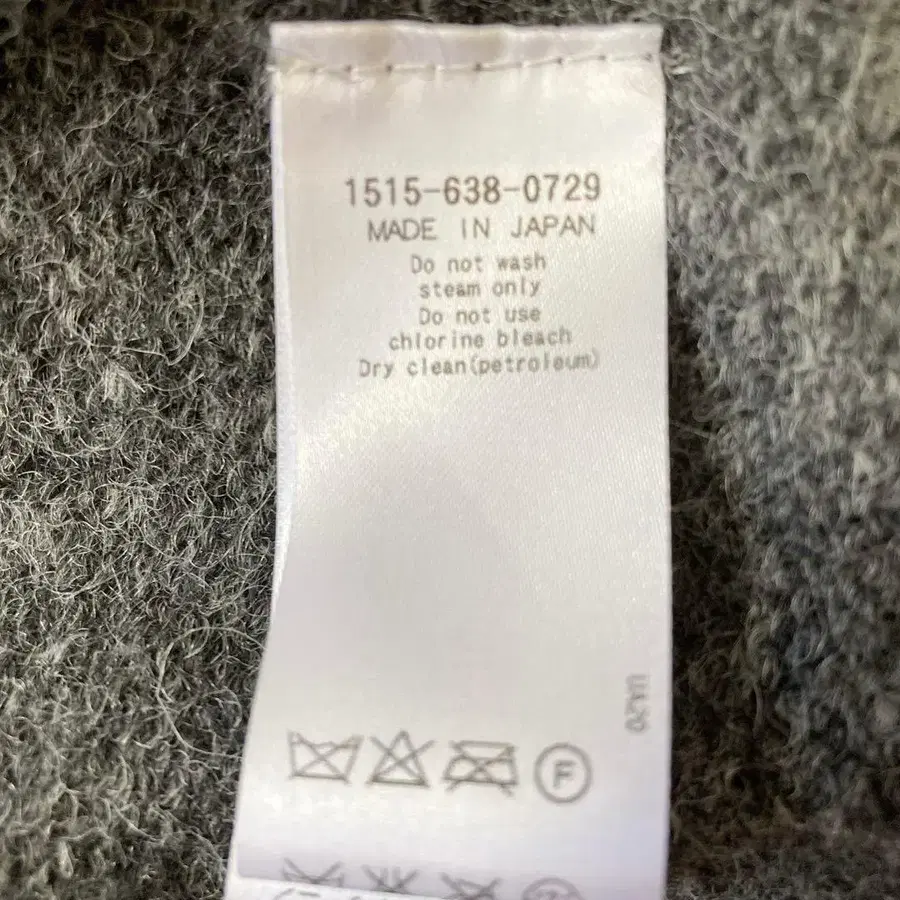 1515-638-0729
MADE IN JAPAN
Do not wash
steam only
Do not use
chlorine bleach
Dry clean(petroleum)
UA20
F